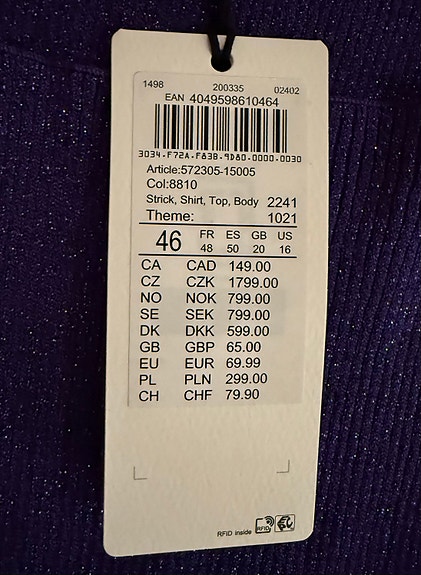 1498 200335 02402
EAN 4049598610464
3034-F72A-F63B-9D80-0000-0030
Article:572305-15005
Col:8810
Strick, Shirt, Top, Body 2241
Theme: 1021
46 FR ES GB US
48 50 20 16
CA CAD 149.00
CZ CZK 1799.00
NO NOK 799.00
SE SEK 799.00
DK DKK 599.00
GB GBP 65.00
EU EUR 69.99
PL PLN 299.00
CH CHF 79.90
RFID inside RFID